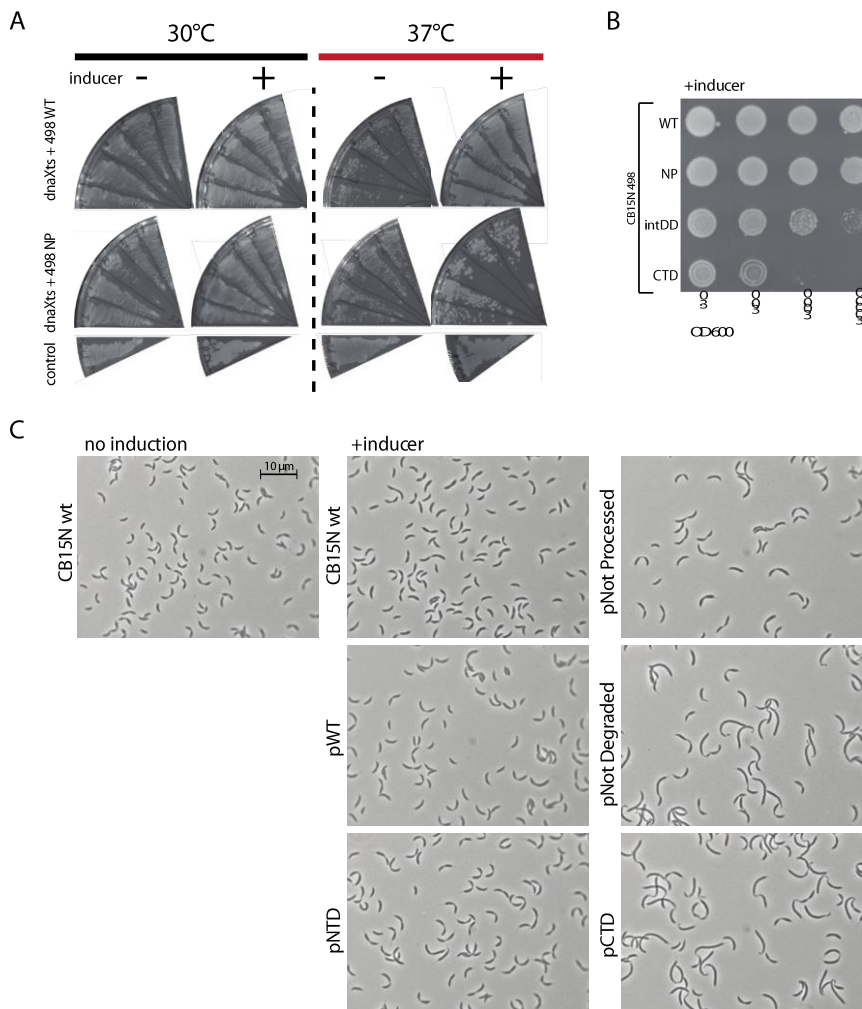 A
30°C
37°C
inducer - +
- +
dnaXts + 498 WT
dnaXts + 498 NP
control
B
+inducer
CB15N 498
WT
NP
intDD
CTD
OD600
C
no induction
+inducer
10 µm
CB15N wt
CB15N wt
pNot Processed
pWT
pNot Degraded
pNTD
pCTD